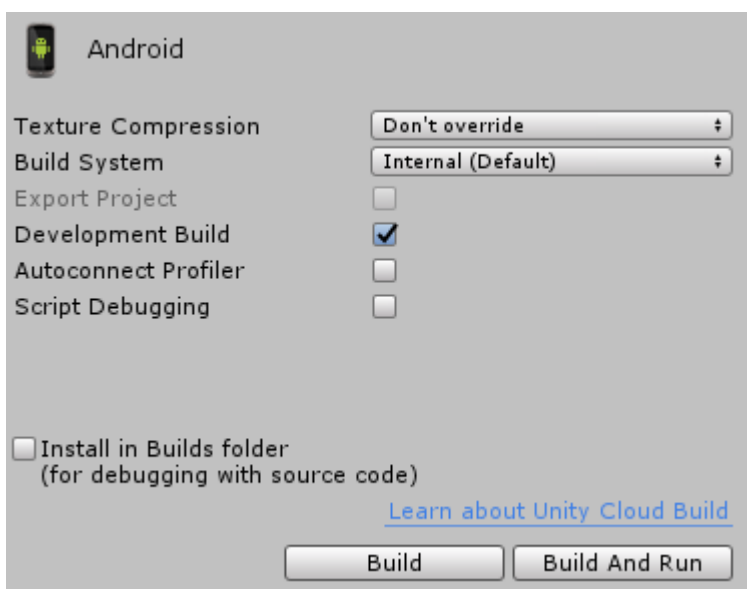 Android
Texture Compression Don't override
Build System Internal (Default)
Export Project
Development Build
Autoconnect Profiler
Script Debugging
Install in Builds folder
(for debugging with source code)
Learn about Unity Cloud Build
Build Build And Run